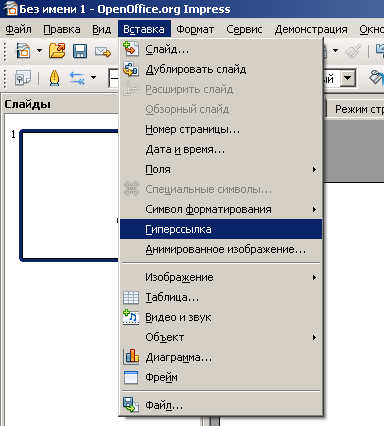 Без имени 1 - OpenOffice.org Impress
Файл Правка Вид Вставка Формат Сервис Демонстрация
Слайды
Режим
1
Слайд...
Дублировать слайд
Расширить слайд
Обзорный слайд
Номер страницы...
Дата и время...
Поля
Специальные символы...
Символ форматирования
Гиперссылка
Анимированное изображение...
Изображение
Таблица...
Видео и звук
Объект
Диаграмма...
Фрейм
Файл...